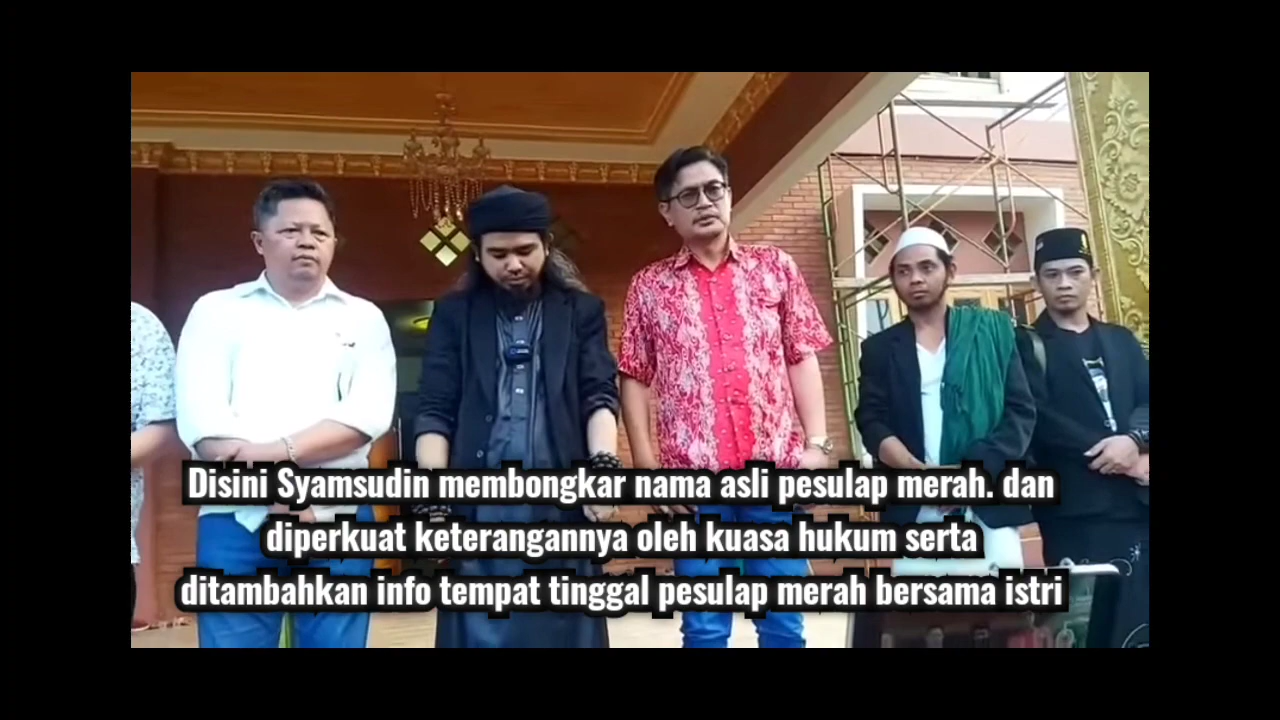 Disini Syamsudin membongkar nama asli pesulap merah. dan
diperkuat keterangannya oleh kuasa hukum serta
ditambahkan info tempat tinggal pesulap merah bersama istri